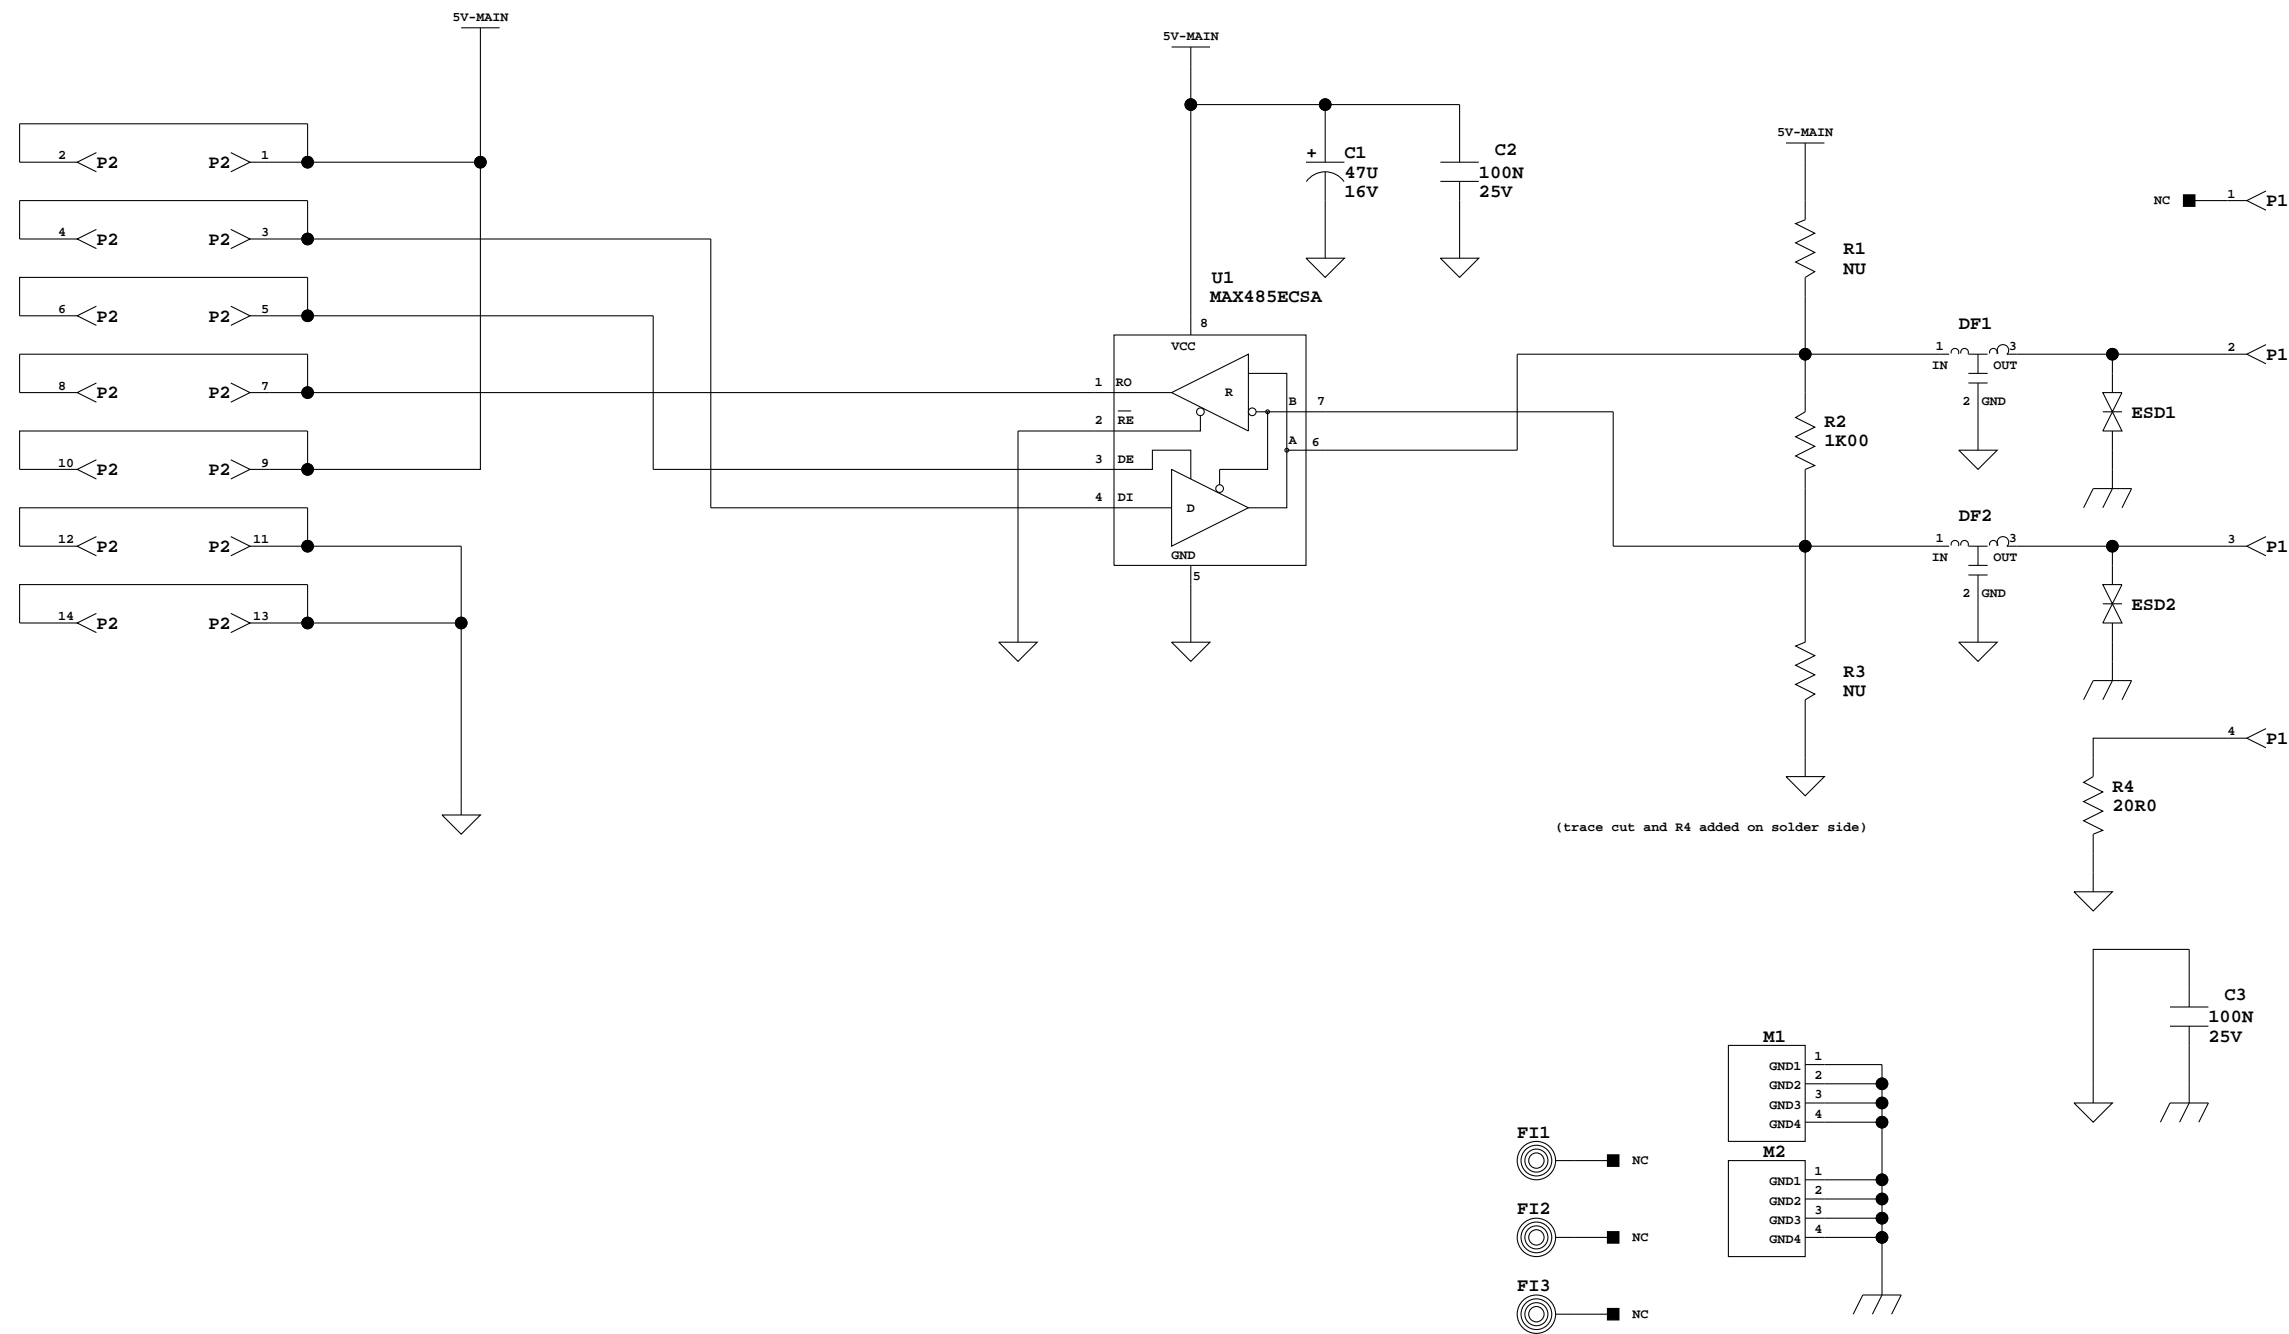 5V-MAIN
5V-MAIN
5V-MAIN
2 P2 P2 1
4 P2 P2 3
6 P2 P2 5
8 P2 P2 7
10 P2 P2 9
12 P2 P2 11
14 P2 P2 13
+ C1
47U
16V
C2
100N
25V
U1
MAX485ECSA
8
VCC
1 RO
R
2 RE
3 DE
4 DI
D
GND
5
B 7
A 6
R1
NU
R2
1K00
R3
NU
NC 1 P1
DF1
1 3
IN OUT
2 GND
2 P1
ESD1
DF2
1 3
IN OUT
2 GND
3 P1
ESD2
4 P1
R4
20R0
(trace cut and R4 added on solder side)
C3
100N
25V
M1
GND1 1
GND2 2
GND3 3
GND4 4
M2
GND1 1
GND2 2
GND3 3
GND4 4
FI1
NC
FI2
NC
FI3
NC